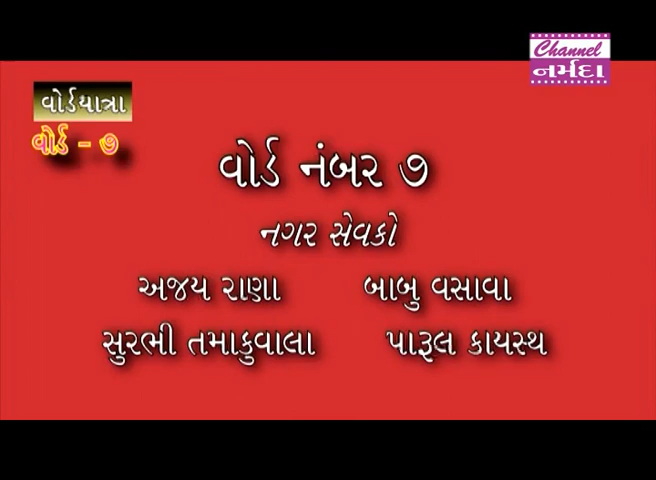 Channel
નર્મદા
વોર્ડયાત્રા
વોર્ડ - ૭
વોર્ડ નંબર ૭
નગર સેવકો
અજય રાણા બાબુ વસાવા
સુરભી તમાકુવાલા પારૂલ કાયસ્થ